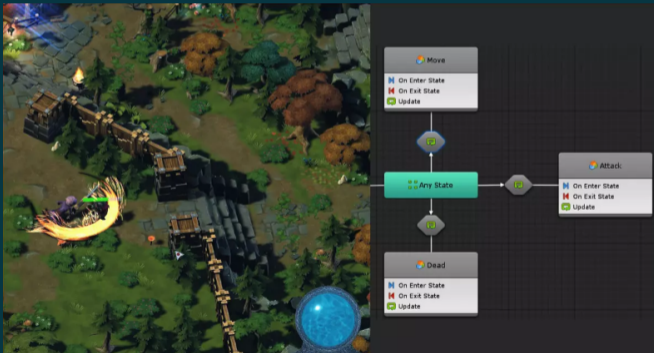 Move
On Enter State
On Exit State
Update
Any State
Attack
On Enter State
On Exit State
Update
Dead
On Enter State
On Exit State
Update